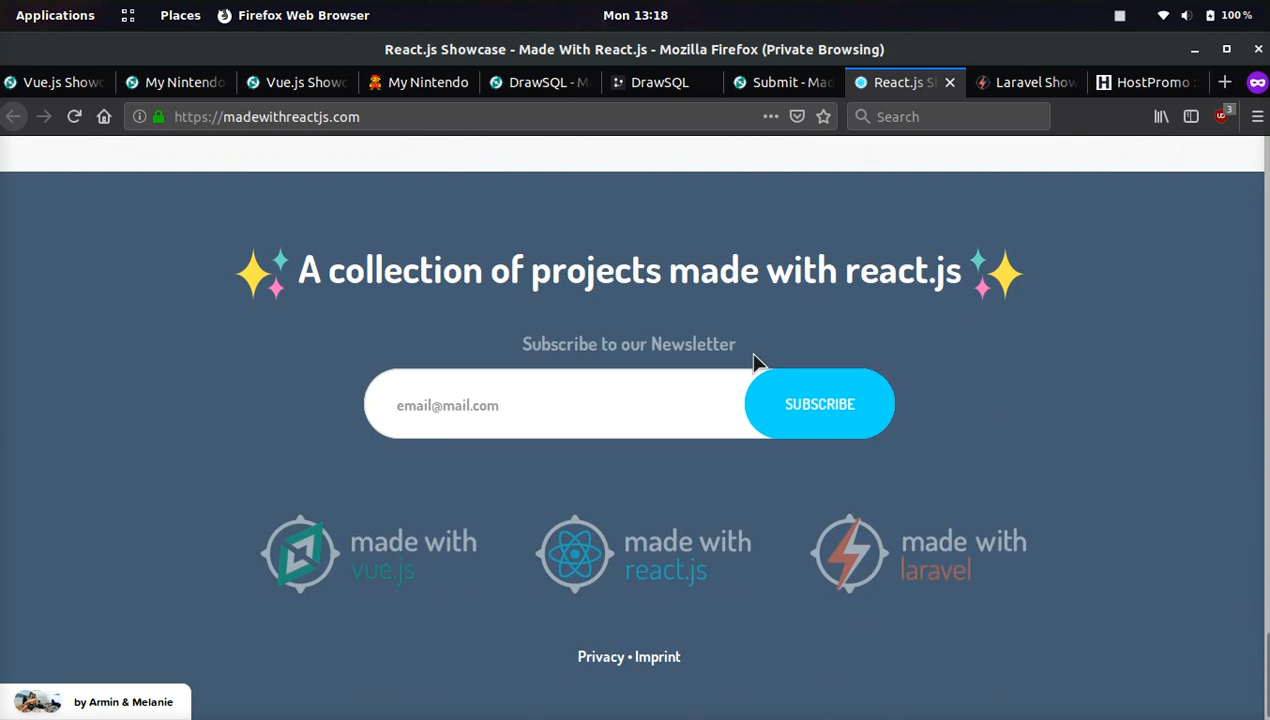 Applications Places Firefox Web Browser Mon 13:18 100 %
React.js Showcase - Made With React.js - Mozilla Firefox (Private Browsing)
Vue.js Showc My Nintendo Vue.js Showc My Nintendo DrawSQL - M DrawSQL Submit - Mad React.js S Laravel Show HostPromo :
https://madewithreactjs.com Search 3
A collection of projects made with react.js
Subscribe to our Newsletter
email@mail.com SUBSCRIBE
made with made with made with
vue.js react.js laravel
Privacy • Imprint
by Armin & Melanie